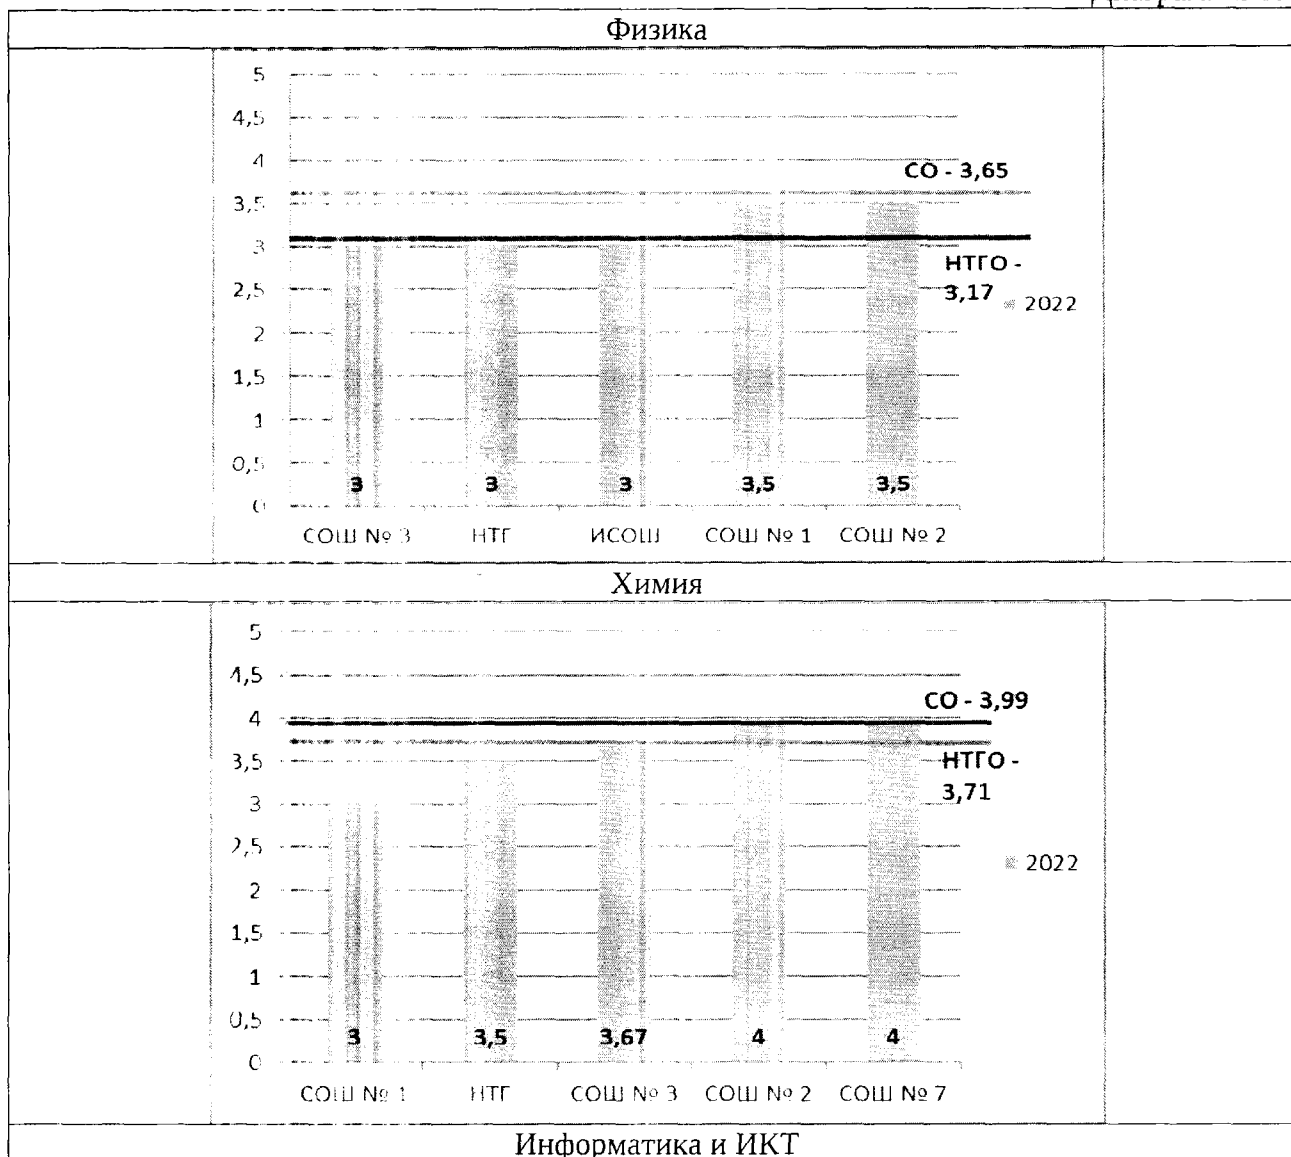 Физика
5
4,5
4
СО - 3,65
3,5
3
НТГО -
3,17
2022
2,5
2
1,5
1
0,5
0
3 3 3 3,5 3,5
СОШ № 3 НТГ ИСОШ СОШ № 1 СОШ № 2
Химия
5
4,5
4
СО - 3,99
НТГО -
3,71
3,5
3
2,5
2022
2
1,5
1
0,5
0
3 3,5 3,67 4 4
СОШ № 1 НТГ СОШ № 3 СОШ № 2 СОШ № 7
Информатика и ИКТ